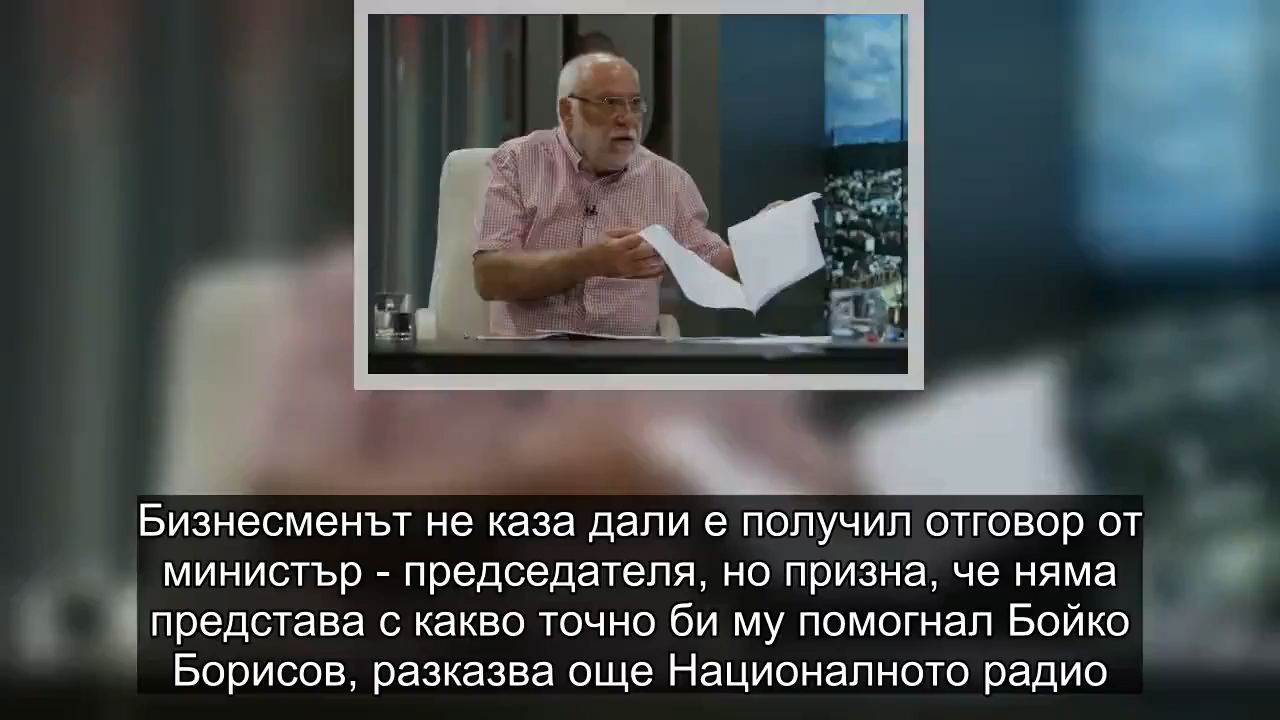 Бизнесменът не каза дали е получил отговор от
министър - председателя, но призна, че няма
представа с какво точно би му помогнал Бойко
Борисов, разказва още Националното радио